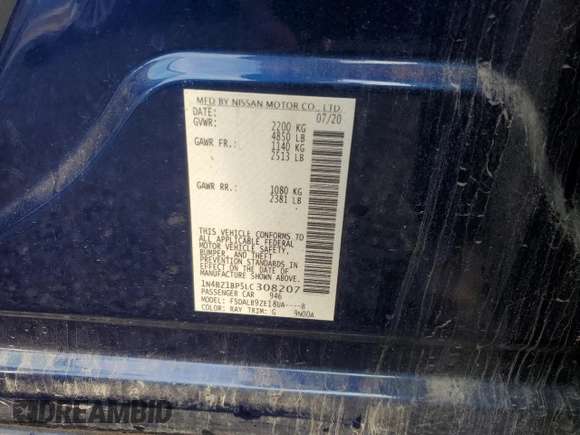 MFD BY NISSAN MOTOR CO., LTD.
DATE: 07/20
GVWR: 2200 KG
4850 LB
GAWR FR.: 1140 KG
2513 LB
GAWR RR.: 1080 KG
2381 LB
THIS VEHICLE CONFORMS TO
ALL APPLICABLE FEDERAL
MOTOR VEHICLE SAFETY,
BUMPER, AND THEFT
PREVENTION STANDARDS
IN EFFECT ON THE DATE OF
MANUFACTURE SHOWN ABOVE.
1N4BZ1BP5LC308207
PASSENGER CAR 946
MODEL: FSDALB9ZE18UA----B
COLOR: RAY TRIM: G 9N00A
DREAMBID